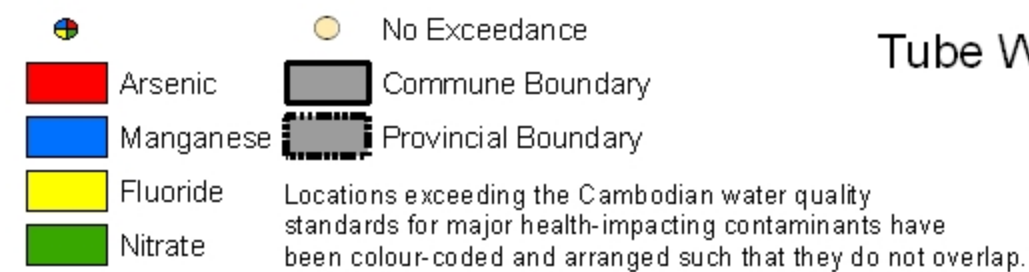 No Exceedance
Tube
Arsenic
Commune Boundary
Manganese
Provincial Boundary
Fluoride
Nitrate
Locations exceeding the Cambodian water quality
standards for major health-impacting contaminants have
been colour-coded and arranged such that they do not overlap.